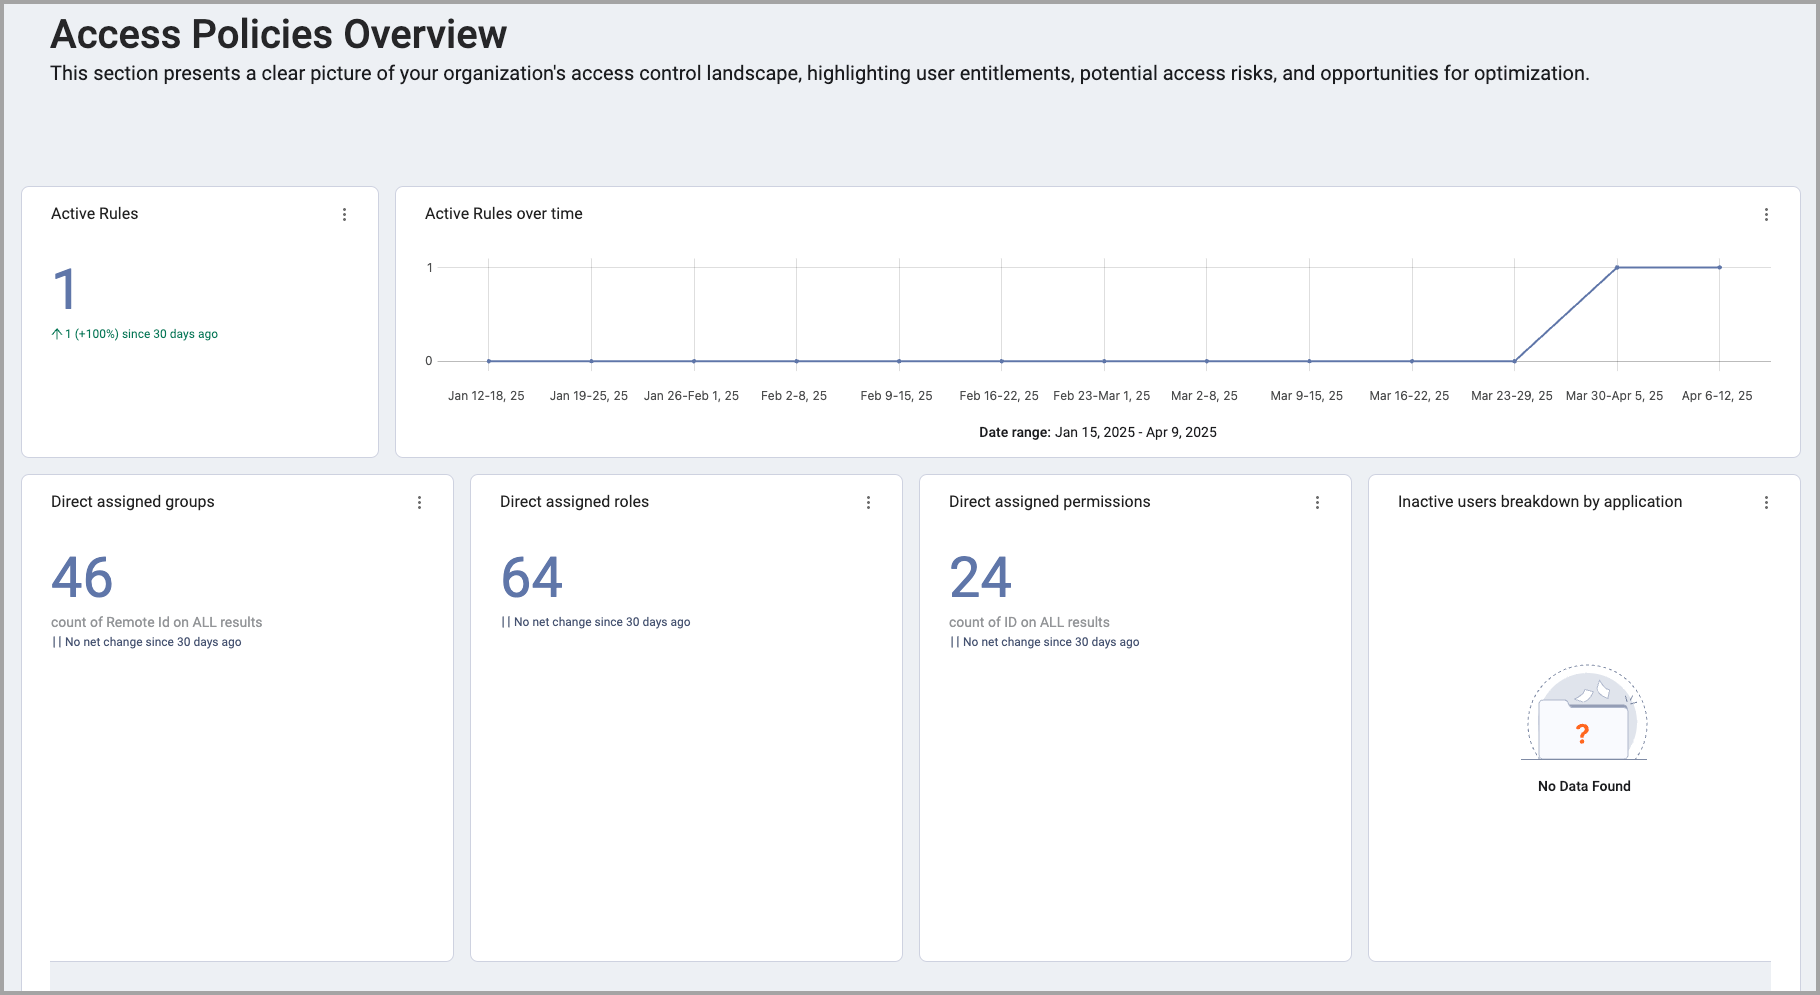 Access Policies Overview
This section presents a clear picture of your organization's access control landscape, highlighting user entitlements, potential access risks, and opportunities for optimization.
Active Rules
1
↑ 1 (+100%) since 30 days ago
Active Rules over time
1
0
Jan 12-18, 25 Jan 19-25, 25 Jan 26-Feb 1, 25 Feb 2-8, 25 Feb 9-15, 25 Feb 16-22, 25 Feb 23-Mar 1, 25 Mar 2-8, 25 Mar 9-15, 25 Mar 16-22, 25 Mar 23-29, 25 Mar 30-Apr 5, 25 Apr 6-12, 25
Date range: Jan 15, 2025 - Apr 9, 2025
Direct assigned groups
46
count of Remote Id on ALL results
|| No net change since 30 days ago
Direct assigned roles
64
|| No net change since 30 days ago
Direct assigned permissions
24
count of ID on ALL results
|| No net change since 30 days ago
Inactive users breakdown by application
?
No Data Found